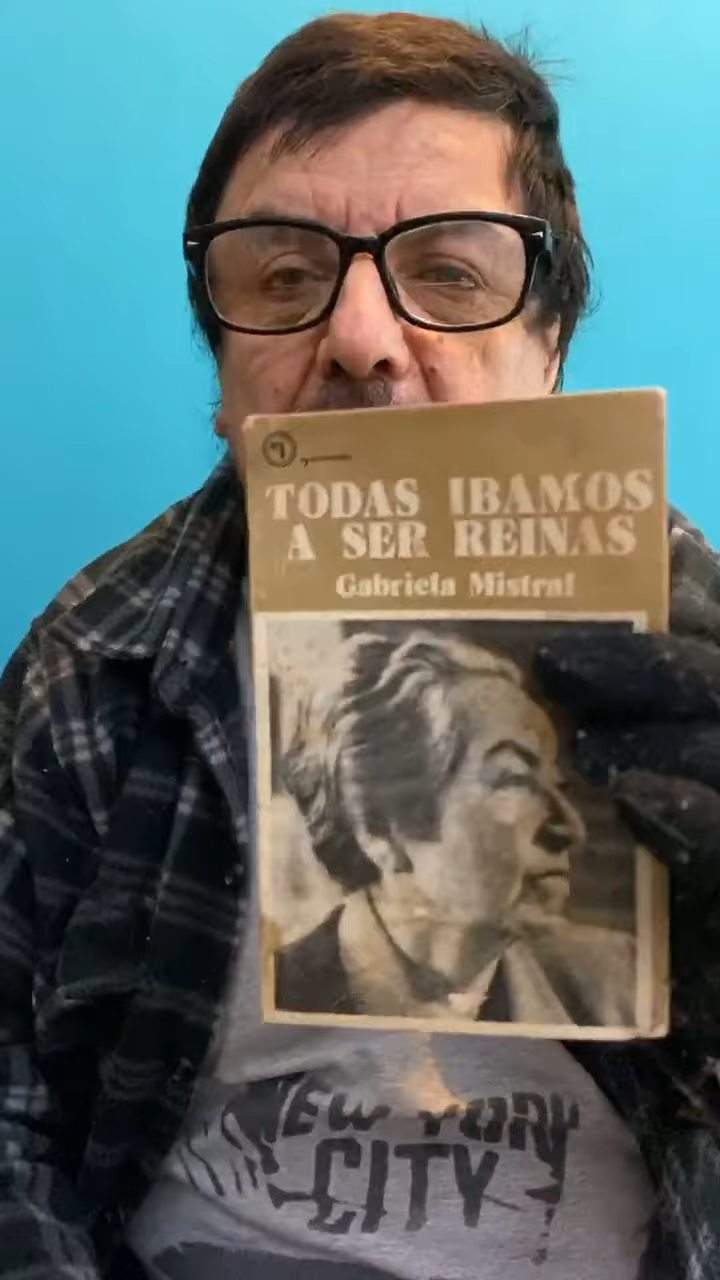 TODAS IBAMOS
A SER REINAS
Gabriela Mistral
NEW YORK
CITY